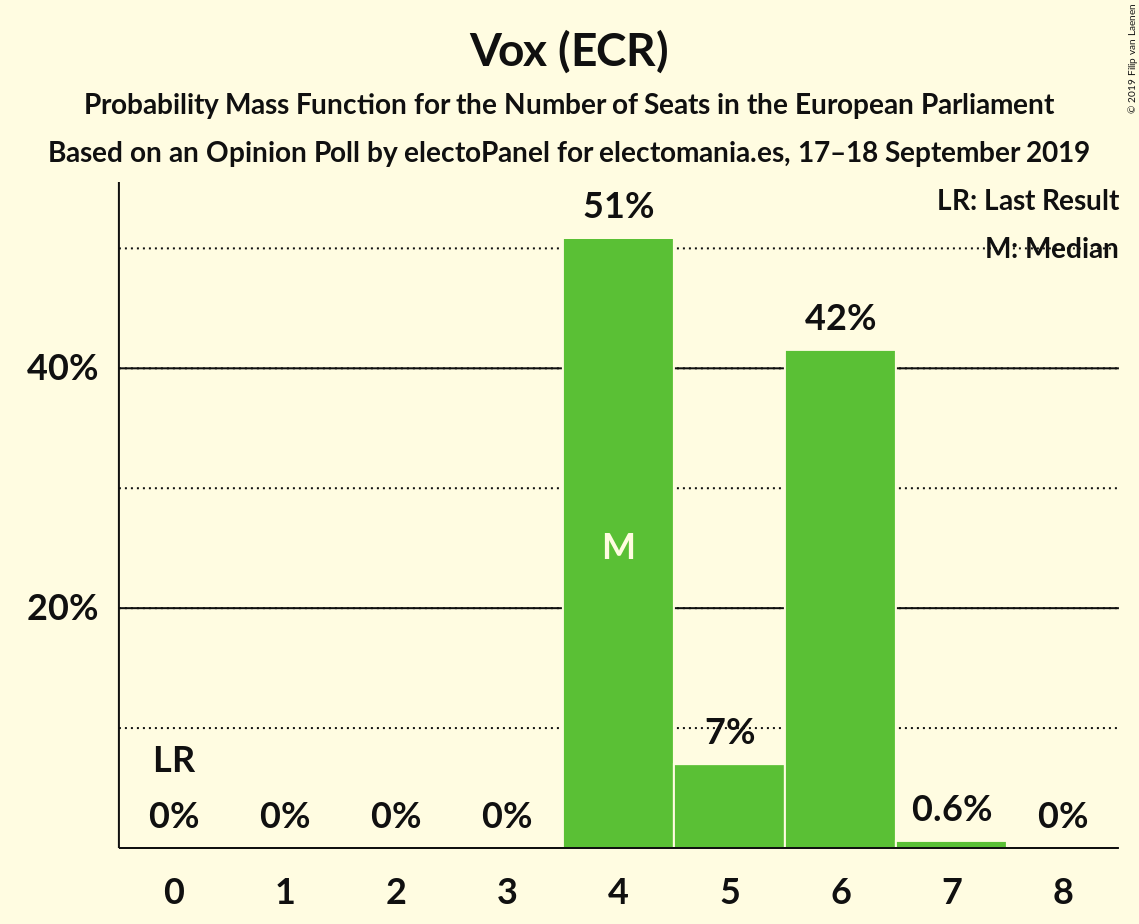 Vox (ECR)
Probability Mass Function for the Number of Seats in the European Parliament
Based on an Opinion Poll by electoPanel for electomania.es, 17–18 September 2019
© 2019 Filip van Laenen
LR: Last Result
M: Median
51%
42%
40%
M
20%
7%
LR
0%
0%
0%
0%
0.6%
0%
0 1 2 3 4 5 6 7 8